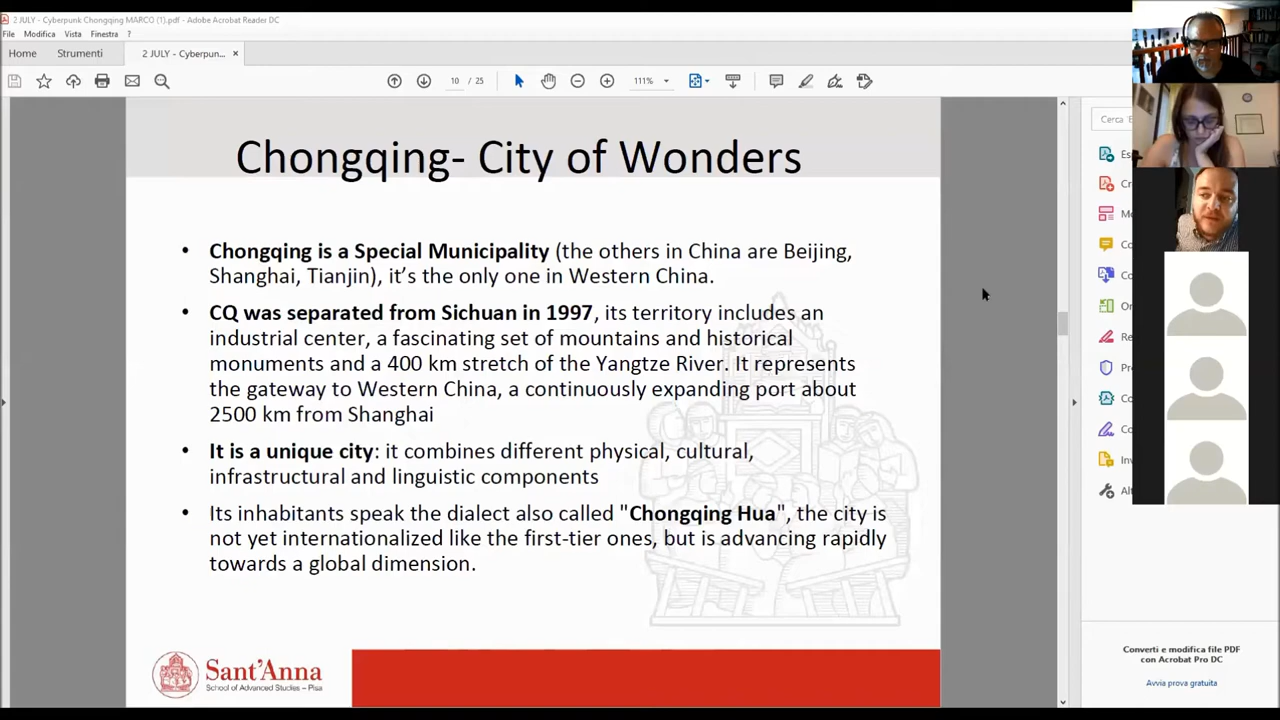 2 JULY - Cyberpunk Chongqing MARCO (1).pdf - Adobe Acrobat Reader DC
File Modifica Vista Finestra ?
Home Strumenti 2 JULY - Cyberpun... ×
10 / 25 111%
Chongqing- City of Wonders
• Chongqing is a Special Municipality (the others in China are Beijing,
Shanghai, Tianjin), it's the only one in Western China.
• CQ was separated from Sichuan in 1997, its territory includes an
industrial center, a fascinating set of mountains and historical
monuments and a 400 km stretch of the Yangtze River. It represents
the gateway to Western China, a continuously expanding port about
2500 km from Shanghai
• It is a unique city: it combines different physical, cultural,
infrastructural and linguistic components
• Its inhabitants speak the dialect also called "Chongqing Hua", the city is
not yet internationalized like the first-tier ones, but is advancing rapidly
towards a global dimension.
Sant'Anna
School of Advanced Studies – Pisa
Cerca
Es
Cr
Mo
Co
Co
Or
Re
Pr
Co
Co
Inv
Alt
Converti e modifica file PDF
con Acrobat Pro DC
Avvia prova gratuita